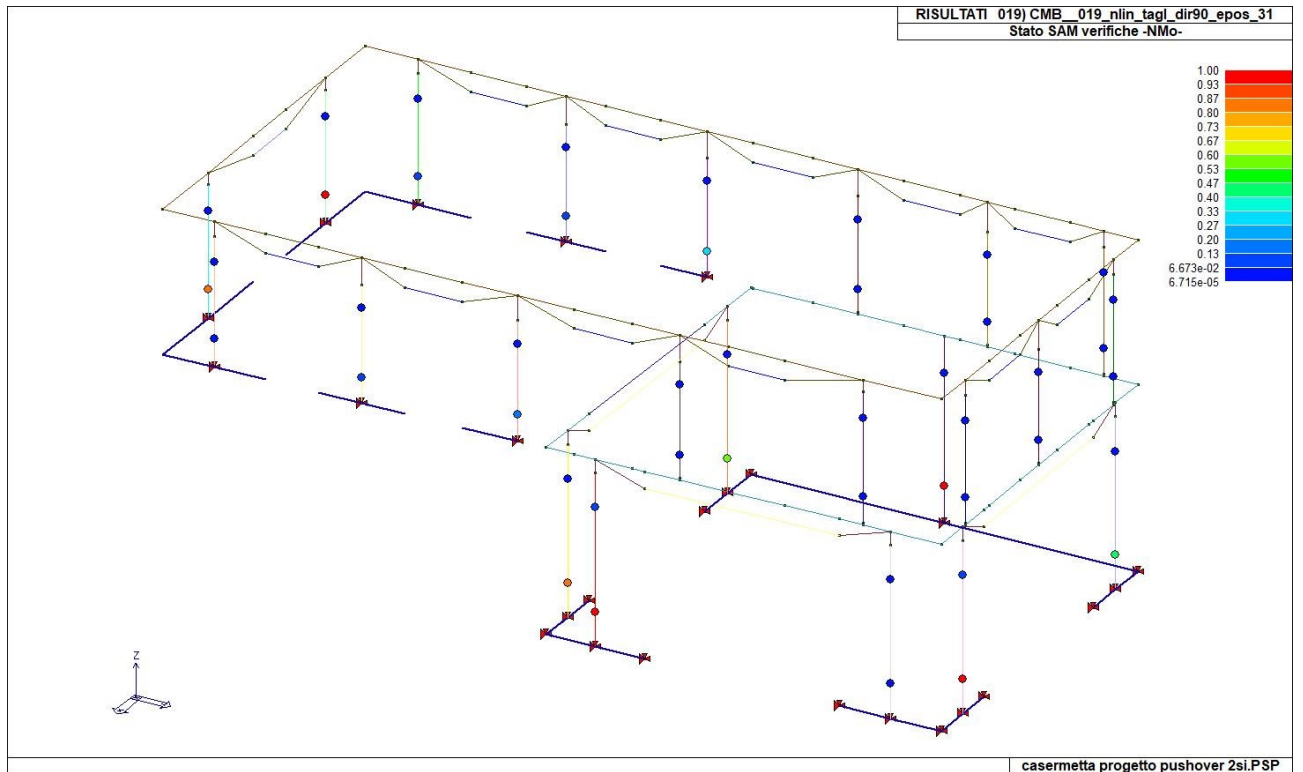 RISULTATI 019) CMB__019_nlin_tagl_dir90_epos_31
Stato SAM verifiche -NMo-
1.00
0.93
0.87
0.80
0.73
0.67
0.60
0.53
0.47
0.40
0.33
0.27
0.20
0.13
6.673e-02
6.715e-05
Z
casermetta progetto pushover 2si.PSP